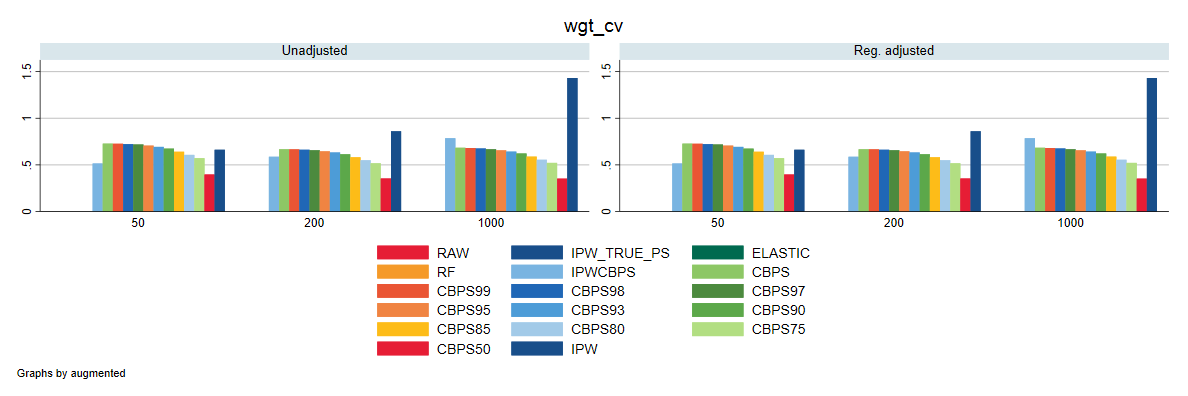 wgt_cv
Unadjusted
Reg. adjusted
1.5
1
.5
0
50
200
1000
1.5
1
.5
0
50
200
1000
RAW
IPW_TRUE_PS
ELASTIC
RF
IPWCBPS
CBPS
CBPS99
CBPS98
CBPS97
CBPS95
CBPS93
CBPS90
CBPS85
CBPS80
CBPS75
CBPS50
IPW
Graphs by augmented